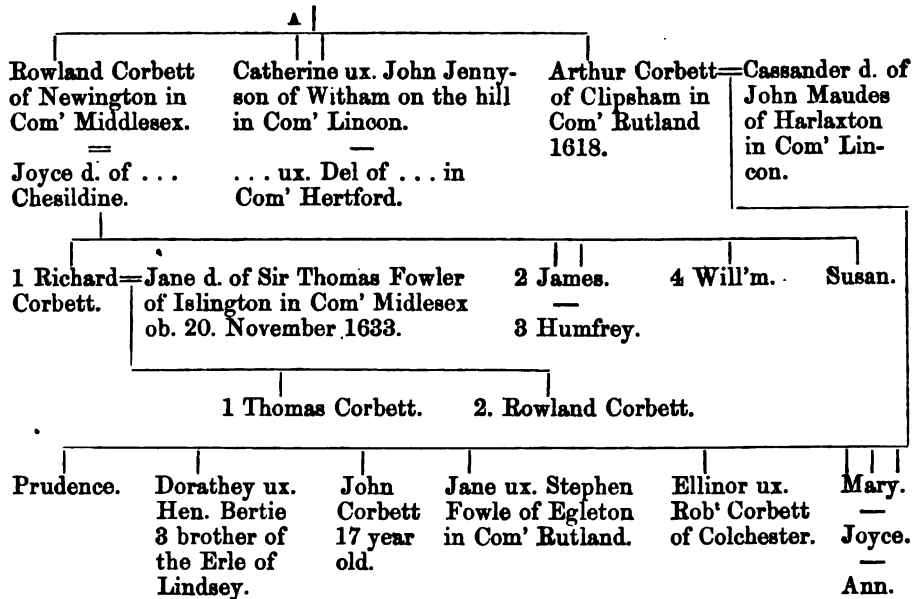 A
Rowland Corbett
of Newington in
Com' Middlesex.
=
Joyce d. of . . .
Chesildine.
Catherine ux. John Jenny-
son of Witham on the hill
in Com' Lincon.
—
. . . ux. Del of . . . in
Com' Hertford.
Arthur Corbett=
of Clipsham in
Com' Rutland
1618.
Cassander d. of
John Maudes
of Harlaxton
in Com' Lin-
con.
1 Richard=
Corbett.
Jane d. of Sir Thomas Fowler
of Islington in Com' Midlesex
ob. 20. November 1633.
2 James.
—
3 Humfrey.
4 Will'm.
Susan.
1 Thomas Corbett.
2. Rowland Corbett.
Prudence.
Dorathey ux.
Hen. Bertie
3 brother of
the Erle of
Lindsey.
John
Corbett
17 year
old.
Jane ux. Stephen
Fowle of Egleton
in Com' Rutland.
Ellinor ux.
Rob' Corbett
of Colchester.
Mary.
—
Joyce.
—
Ann.